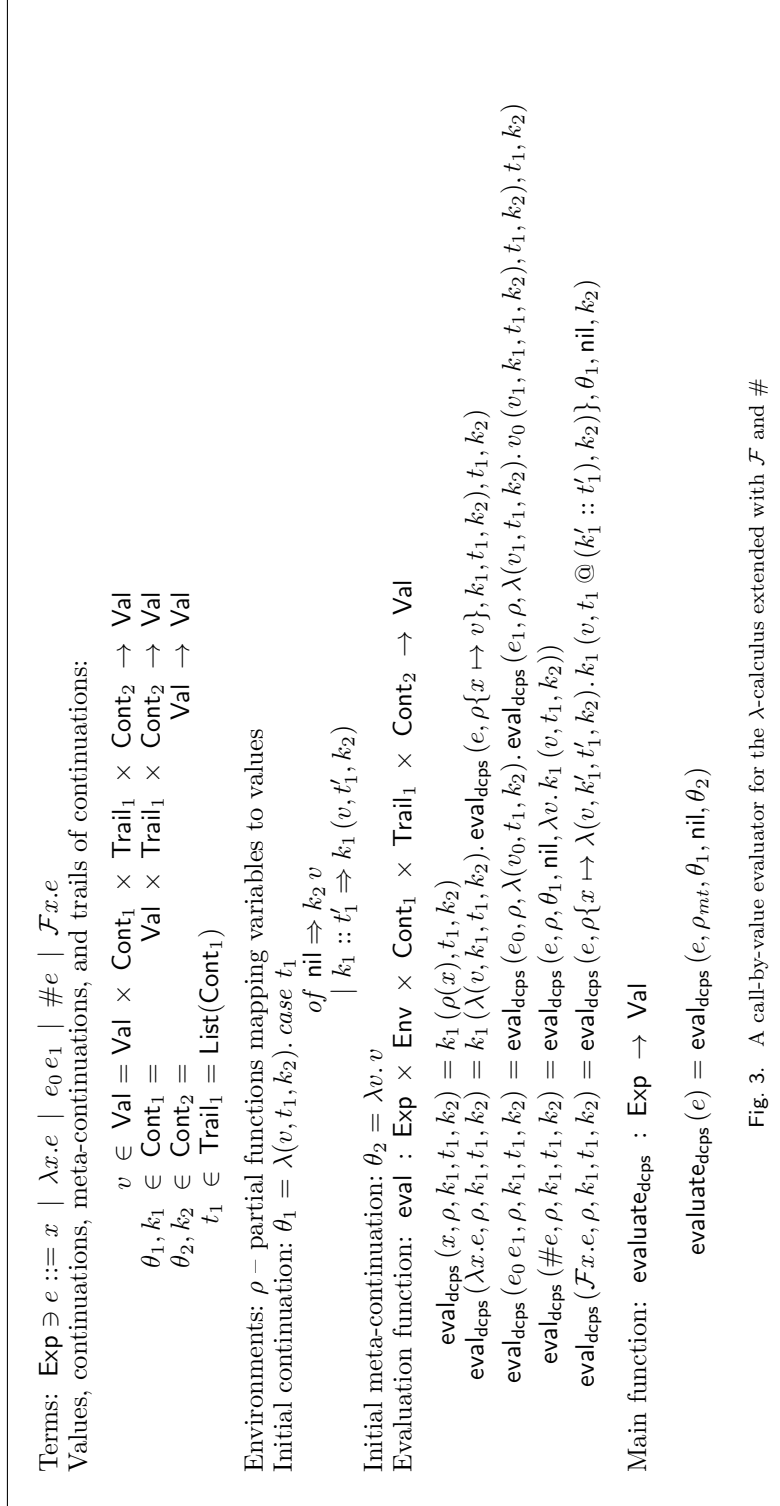 Terms: Exp ∋ e ::= x | λx.e | e₀ e₁ | #e | ℱx.e
Values, continuations, meta-continuations, and trails of continuations:
v ∈ Val = Val × Cont₁ × Trail₁ × Cont₂ → Val
θ₁, k₁ ∈ Cont₁ = Val × Trail₁ × Cont₂ → Val
θ₂, k₂ ∈ Cont₂ = Val → Val
t₁ ∈ Trail₁ = List(Cont₁)
Environments: ρ – partial functions mapping variables to values
Initial continuation: θ₁ = λ(v, t₁, k₂). case t₁
of nil ⇒ k₂ v
| k₁ :: t′₁ ⇒ k₁ (v, t′₁, k₂)
Initial meta-continuation: θ₂ = λv. v
Evaluation function: eval : Exp × Env × Cont₁ × Trail₁ × Cont₂ → Val
eval_dcps (x, ρ, k₁, t₁, k₂) = k₁ (ρ(x), t₁, k₂)
eval_dcps (λx.e, ρ, k₁, t₁, k₂) = k₁ (λ(v, k₁, t₁, k₂). eval_dcps (e, ρ{x ↦ v}, k₁, t₁, k₂), t₁, k₂)
eval_dcps (e₀ e₁, ρ, k₁, t₁, k₂) = eval_dcps (e₀, ρ, λ(v₀, t₁, k₂). eval_dcps (e₁, ρ, λ(v₁, t₁, k₂). v₀ (v₁, k₁, t₁, k₂), t₁, k₂), t₁, k₂)
eval_dcps (#e, ρ, k₁, t₁, k₂) = eval_dcps (e, ρ, θ₁, nil, λv. k₁ (v, t₁, k₂))
eval_dcps (ℱx.e, ρ, k₁, t₁, k₂) = eval_dcps (e, ρ{x ↦ λ(v, k′₁, t′₁, k₂). k₁ (v, t₁ @ (k′₁ :: t′₁), k₂)}, θ₁, nil, k₂)
Main function: evaluate_dcps : Exp → Val
evaluate_dcps (e) = eval_dcps (e, ρ_mt, θ₁, nil, θ₂)
Fig. 3. A call-by-value evaluator for the λ-calculus extended with ℱ and #